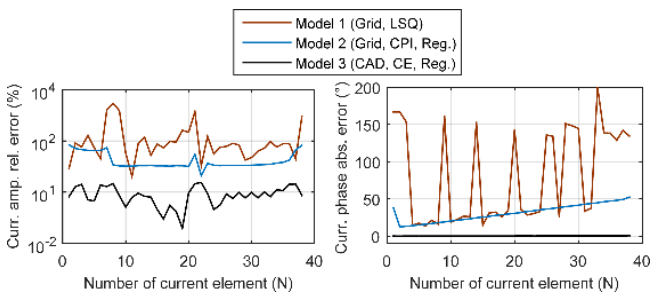 Model 1 (Grid, LSQ)
Model 2 (Grid, CPI, Reg.)
Model 3 (CAD, CE, Reg.)
Curr. amp. rel. error (%)
10^4
10^2
10^1
10^-2
0 10 20 30 40
Number of current element (N)
Curr. phase abs. error (°)
200
150
100
50
0
0 10 20 30 40
Number of current element (N)